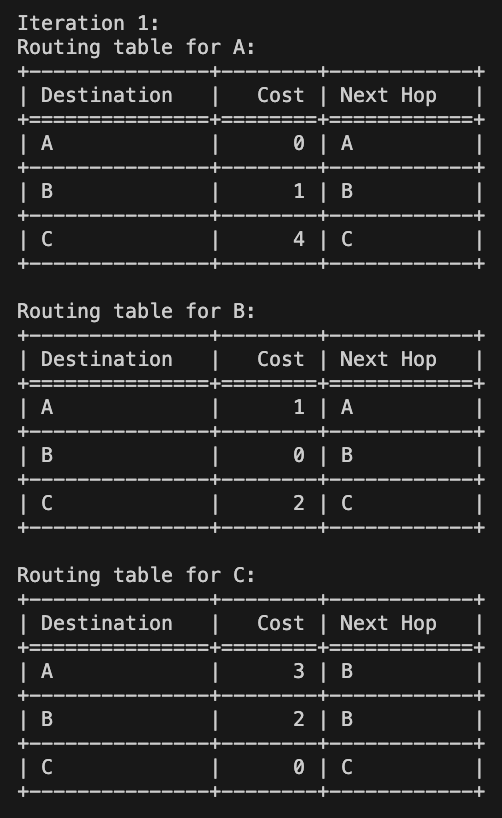 Iteration 1:
Routing table for A:
+---------------+--------+------------+
| Destination   |   Cost | Next Hop   |
+===============+========+============+
| A             |      0 | A          |
+---------------+--------+------------+
| B             |      1 | B          |
+---------------+--------+------------+
| C             |      4 | C          |
+---------------+--------+------------+

Routing table for B:
+---------------+--------+------------+
| Destination   |   Cost | Next Hop   |
+===============+========+============+
| A             |      1 | A          |
+---------------+--------+------------+
| B             |      0 | B          |
+---------------+--------+------------+
| C             |      2 | C          |
+---------------+--------+------------+

Routing table for C:
+---------------+--------+------------+
| Destination   |   Cost | Next Hop   |
+===============+========+============+
| A             |      3 | B          |
+---------------+--------+------------+
| B             |      2 | B          |
+---------------+--------+------------+
| C             |      0 | C          |
+---------------+--------+------------+